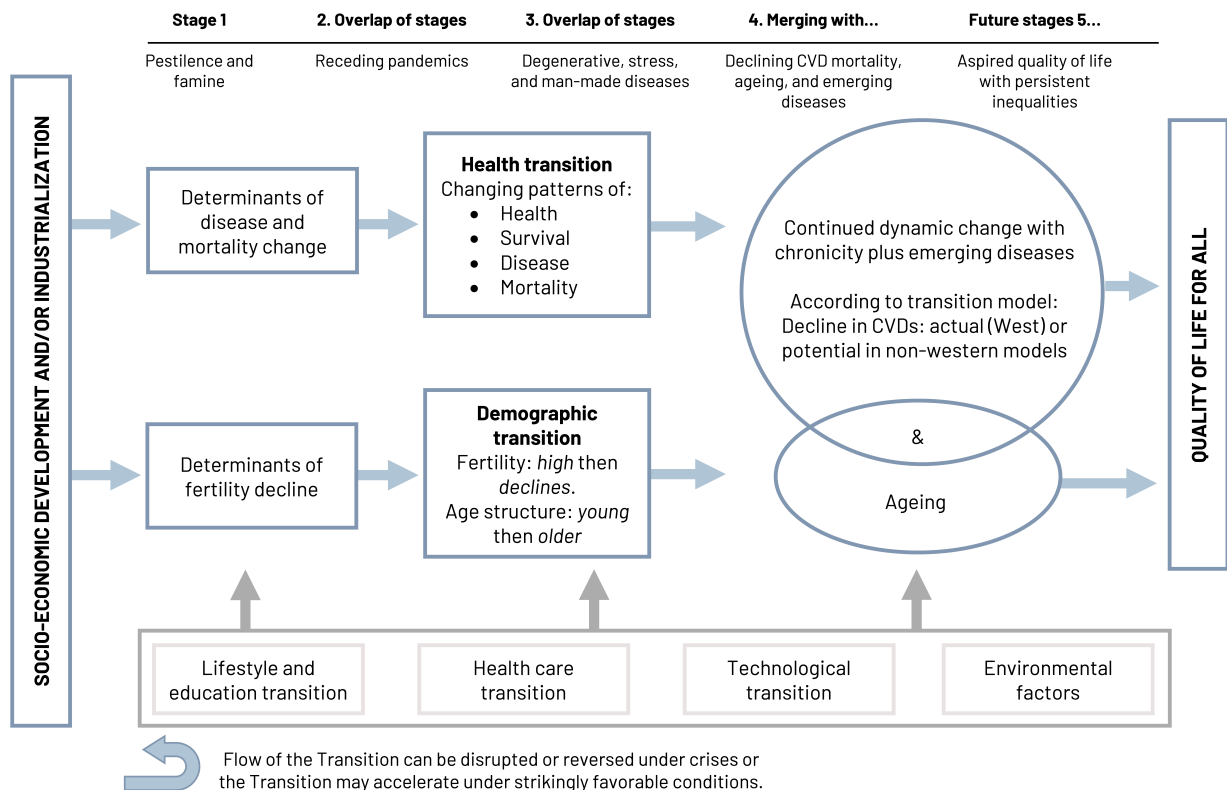 Stage 1
2. Overlap of stages
3. Overlap of stages
4. Merging with...
Future stages 5...
Pestilence and
famine
Receding pandemics
Degenerative, stress,
and man-made diseases
Declining CVD mortality,
ageing, and emerging
diseases
Aspired quality of life
with persistent
inequalities
SOCIO-ECONOMIC DEVELOPMENT AND/OR INDUSTRIALIZATION
Determinants of
disease and
mortality change
Health transition
Changing patterns of:
• Health
• Survival
• Disease
• Mortality
Continued dynamic change with
chronicity plus emerging diseases
According to transition model:
Decline in CVDs: actual (West) or
potential in non-western models
QUALITY OF LIFE FOR ALL
Determinants of
fertility decline
Demographic
transition
Fertility: high then
declines.
Age structure: young
then older
&
Ageing
Lifestyle and
education transition
Health care
transition
Technological
transition
Environmental
factors
Flow of the Transition can be disrupted or reversed under crises or
the Transition may accelerate under strikingly favorable conditions.